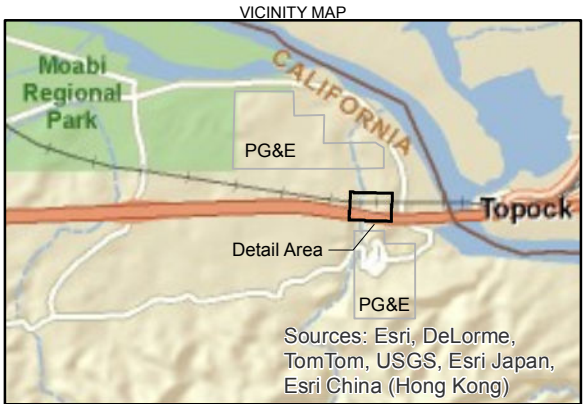 VICINITY MAP
Moabi
Regional
Park
CALIFORNIA
PG&E
Topock
Detail Area
PG&E
Sources: Esri, DeLorme,
TomTom, USGS, Esri Japan,
Esri China (Hong Kong)